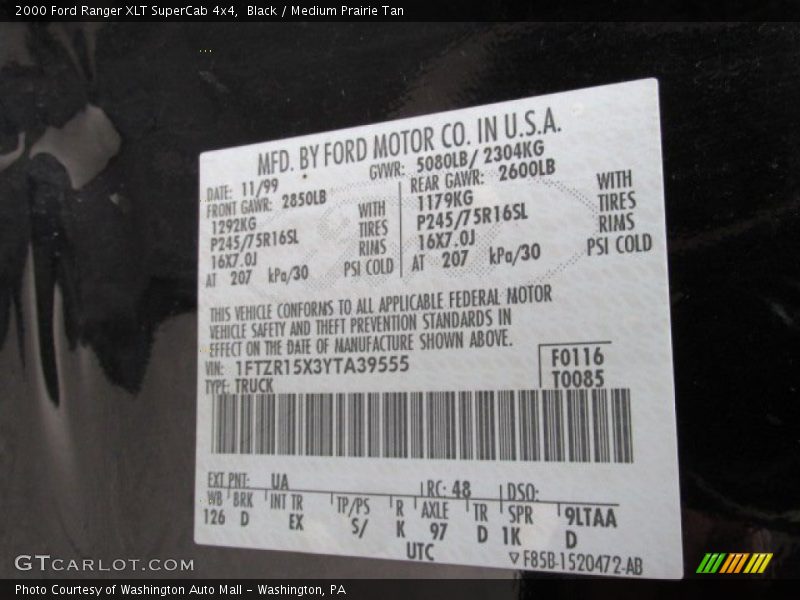 2000 Ford Ranger XLT SuperCab 4x4, Black / Medium Prairie Tan
MFD. BY FORD MOTOR CO. IN U.S.A.
DATE: 11/99 GVWR: 5080LB/ 2304KG
FRONT GAWR: 2850LB REAR GAWR: 2600LB
1292KG WITH 1179KG WITH
P245/75R16SL TIRES P245/75R16SL TIRES
16X7.0J RIMS 16X7.0J RIMS
AT 207 kPa/30 PSI COLD AT 207 kPa/30 PSI COLD
THIS VEHICLE CONFORMS TO ALL APPLICABLE FEDERAL MOTOR
VEHICLE SAFETY AND THEFT PREVENTION STANDARDS IN
EFFECT ON THE DATE OF MANUFACTURE SHOWN ABOVE.
VIN: 1FTZR15X3YTA39555 F0116
TYPE: TRUCK T0085
EXT PNT: UA RC: 48 DSO:
WB BRK INT TR TP/PS R AXLE TR SPR 9LTAA
126 D EX S/ K 97 D 1K D
UTC ▽F85B-1520472-AB
GTCARLOT.COM
Photo Courtesy of Washington Auto Mall - Washington, PA